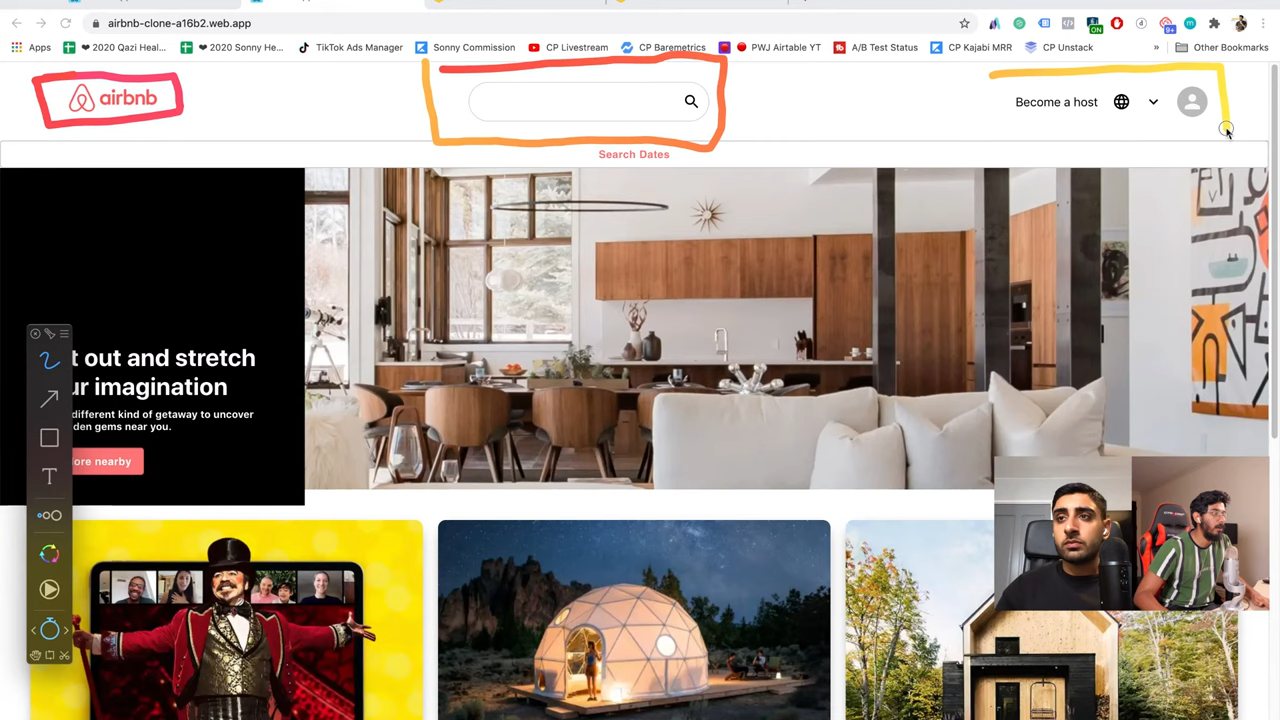 airbnb-clone-a16b2.web.app
ON
9+
Apps
❤ 2020 Qazi Heal...
❤ 2020 Sonny He...
TikTok Ads Manager
Sonny Commission
CP Livestream
CP Baremetrics
PWJ Airtable YT
A/B Test Status
CP Kajabi MRR
CP Unstack
»
Other Bookmarks
airbnb
Become a host
Search Dates
t out and stretch
ur imagination
different kind of getaway to uncover
den gems near you.
ore nearby
T